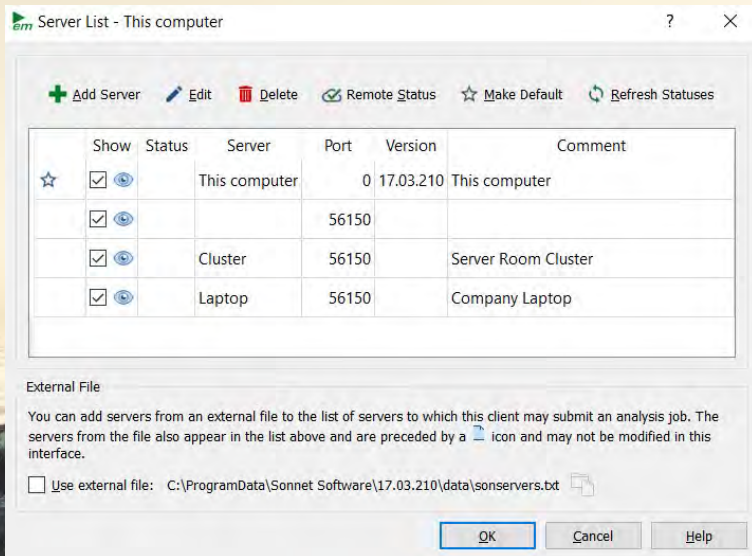 em Server List - This computer ? ×
Add Server Edit Delete Remote Status Make Default Refresh Statuses
Show Status Server Port Version Comment
This computer 0 17.03.210 This computer
56150
Cluster 56150 Server Room Cluster
Laptop 56150 Company Laptop
External File
You can add servers from an external file to the list of servers to which this client may submit an analysis job. The
servers from the file also appear in the list above and are preceded by a icon and may not be modified in this
interface.
Use external file: C:\ProgramData\Sonnet Software\17.03.210\data\sonservers.txt
OK Cancel Help